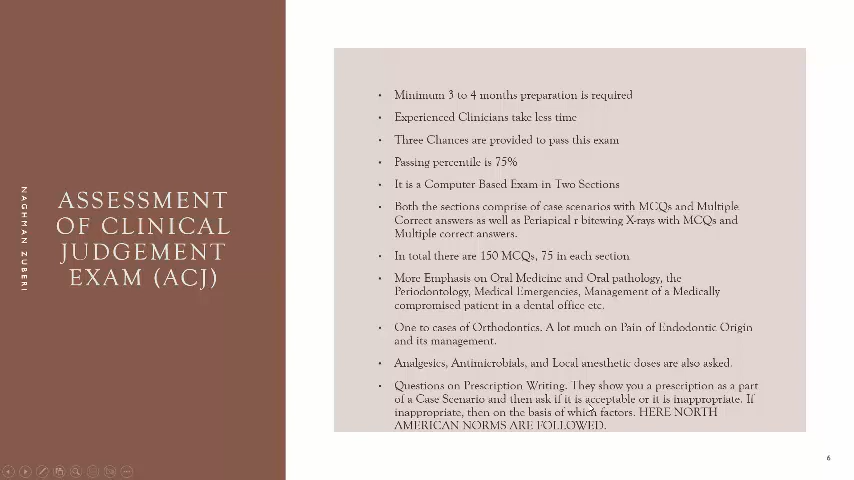 NAGHMAN ZUBERI
ASSESSMENT
OF CLINICAL
JUDGEMENT
EXAM (ACJ)
• Minimum 3 to 4 months preparation is required
• Experienced Clinicians take less time
• Three Chances are provided to pass this exam
• Passing percentile is 75%
• It is a Computer Based Exam in Two Sections
• Both the sections comprise of case scenarios with MCQs and Multiple
Correct answers as well as Periapical r bitewing X-rays with MCQs and
Multiple correct answers.
• In total there are 150 MCQs, 75 in each section
• More Emphasis on Oral Medicine and Oral pathology, the
Periodontology, Medical Emergencies, Management of a Medically
compromised patient in a dental office etc.
• One to cases of Orthodontics. A lot much on Pain of Endodontic Origin
and its management.
• Analgesics, Antimicrobials, and Local anesthetic doses are also asked.
• Questions on Prescription Writing. They show you a prescription as a part
of a Case Scenario and then ask if it is acceptable or it is inappropriate. If
inappropriate, then on the basis of which factors. HERE NORTH
AMERICAN NORMS ARE FOLLOWED.
6